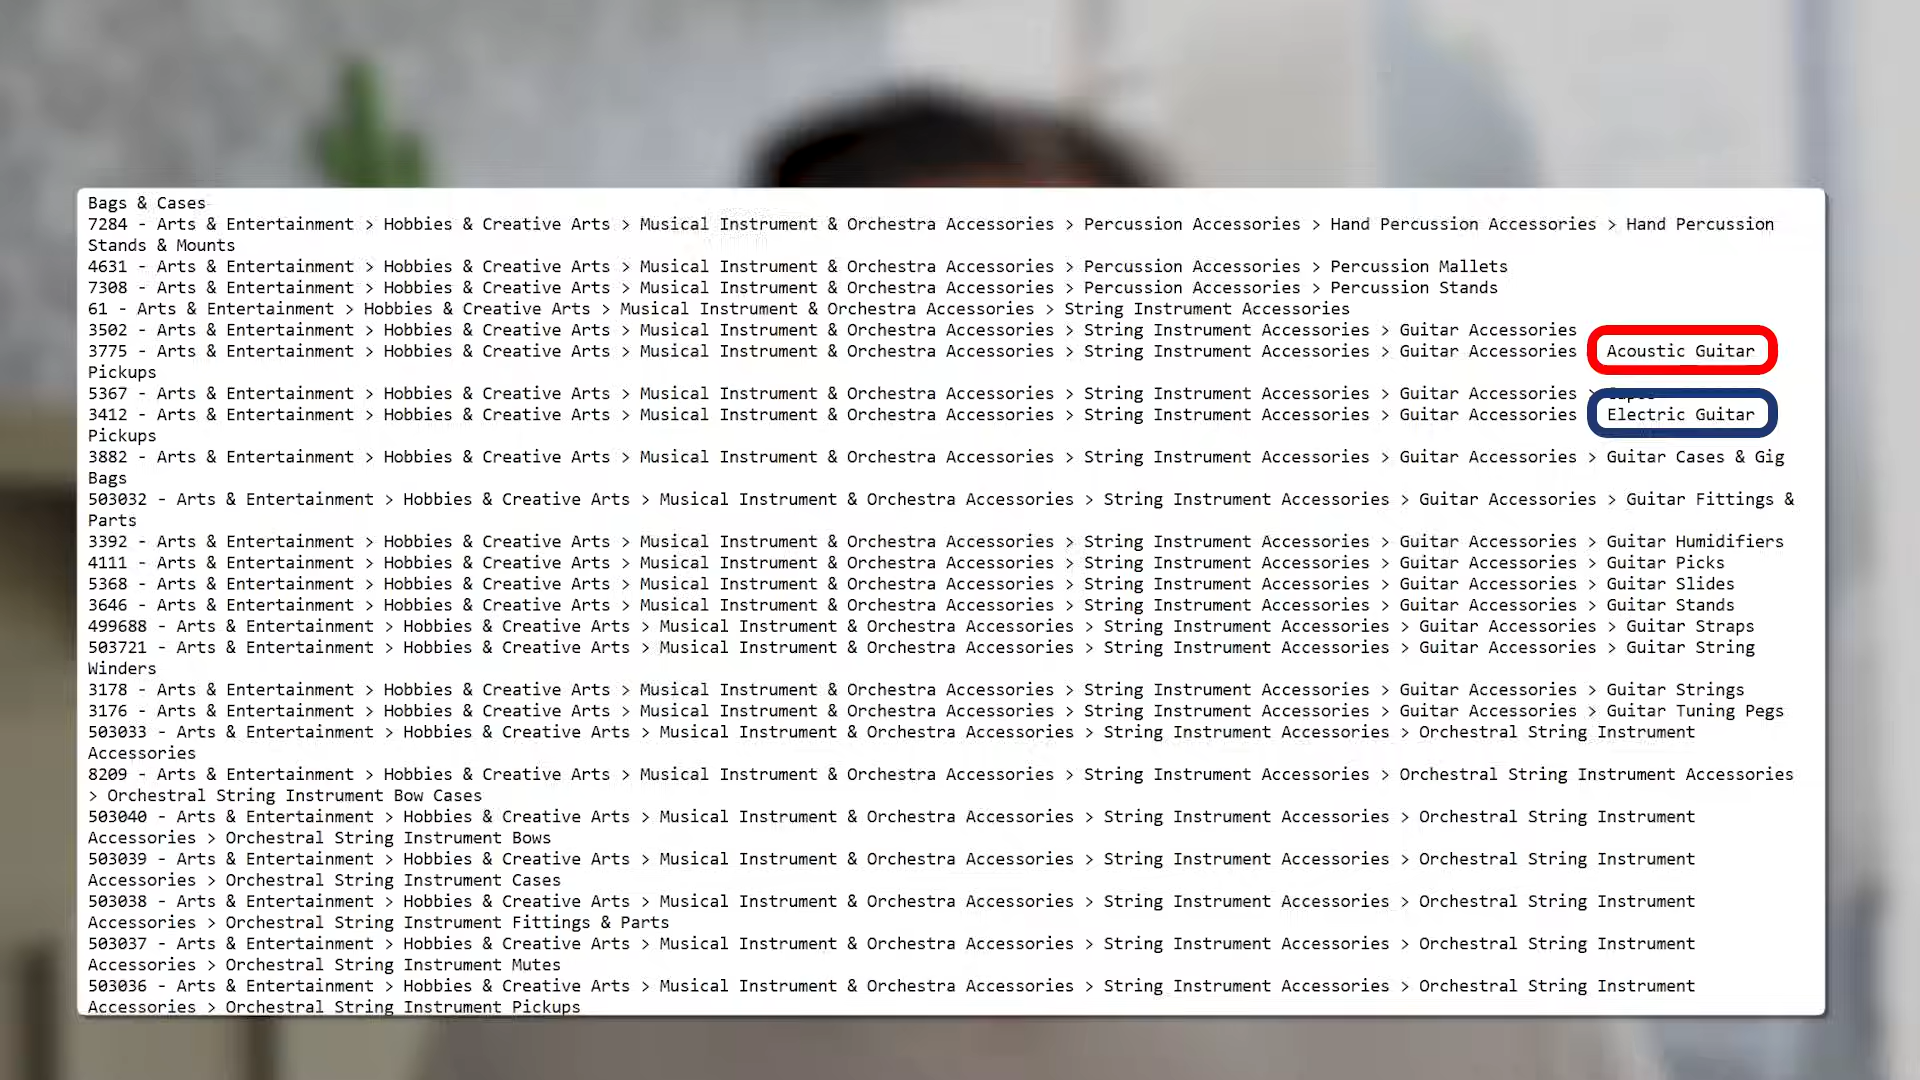 Bags & Cases
7284 - Arts & Entertainment > Hobbies & Creative Arts > Musical Instrument & Orchestra Accessories > Percussion Accessories > Hand Percussion Accessories > Hand Percussion
Stands & Mounts
4631 - Arts & Entertainment > Hobbies & Creative Arts > Musical Instrument & Orchestra Accessories > Percussion Accessories > Percussion Mallets
7308 - Arts & Entertainment > Hobbies & Creative Arts > Musical Instrument & Orchestra Accessories > Percussion Accessories > Percussion Stands
61 - Arts & Entertainment > Hobbies & Creative Arts > Musical Instrument & Orchestra Accessories > String Instrument Accessories
3502 - Arts & Entertainment > Hobbies & Creative Arts > Musical Instrument & Orchestra Accessories > String Instrument Accessories > Guitar Accessories
3775 - Arts & Entertainment > Hobbies & Creative Arts > Musical Instrument & Orchestra Accessories > String Instrument Accessories > Guitar Accessories Acoustic Guitar
Pickups
5367 - Arts & Entertainment > Hobbies & Creative Arts > Musical Instrument & Orchestra Accessories > String Instrument Accessories > Guitar Accessories >
3412 - Arts & Entertainment > Hobbies & Creative Arts > Musical Instrument & Orchestra Accessories > String Instrument Accessories > Guitar Accessories Electric Guitar
Pickups
3882 - Arts & Entertainment > Hobbies & Creative Arts > Musical Instrument & Orchestra Accessories > String Instrument Accessories > Guitar Accessories > Guitar Cases & Gig
Bags
503032 - Arts & Entertainment > Hobbies & Creative Arts > Musical Instrument & Orchestra Accessories > String Instrument Accessories > Guitar Accessories > Guitar Fittings &
Parts
3392 - Arts & Entertainment > Hobbies & Creative Arts > Musical Instrument & Orchestra Accessories > String Instrument Accessories > Guitar Accessories > Guitar Humidifiers
4111 - Arts & Entertainment > Hobbies & Creative Arts > Musical Instrument & Orchestra Accessories > String Instrument Accessories > Guitar Accessories > Guitar Picks
5368 - Arts & Entertainment > Hobbies & Creative Arts > Musical Instrument & Orchestra Accessories > String Instrument Accessories > Guitar Accessories > Guitar Slides
3646 - Arts & Entertainment > Hobbies & Creative Arts > Musical Instrument & Orchestra Accessories > String Instrument Accessories > Guitar Accessories > Guitar Stands
499688 - Arts & Entertainment > Hobbies & Creative Arts > Musical Instrument & Orchestra Accessories > String Instrument Accessories > Guitar Accessories > Guitar Straps
503721 - Arts & Entertainment > Hobbies & Creative Arts > Musical Instrument & Orchestra Accessories > String Instrument Accessories > Guitar Accessories > Guitar String
Winders
3178 - Arts & Entertainment > Hobbies & Creative Arts > Musical Instrument & Orchestra Accessories > String Instrument Accessories > Guitar Accessories > Guitar Strings
3176 - Arts & Entertainment > Hobbies & Creative Arts > Musical Instrument & Orchestra Accessories > String Instrument Accessories > Guitar Accessories > Guitar Tuning Pegs
503033 - Arts & Entertainment > Hobbies & Creative Arts > Musical Instrument & Orchestra Accessories > String Instrument Accessories > Orchestral String Instrument
Accessories
8209 - Arts & Entertainment > Hobbies & Creative Arts > Musical Instrument & Orchestra Accessories > String Instrument Accessories > Orchestral String Instrument Accessories
> Orchestral String Instrument Bow Cases
503040 - Arts & Entertainment > Hobbies & Creative Arts > Musical Instrument & Orchestra Accessories > String Instrument Accessories > Orchestral String Instrument
Accessories > Orchestral String Instrument Bows
503039 - Arts & Entertainment > Hobbies & Creative Arts > Musical Instrument & Orchestra Accessories > String Instrument Accessories > Orchestral String Instrument
Accessories > Orchestral String Instrument Cases
503038 - Arts & Entertainment > Hobbies & Creative Arts > Musical Instrument & Orchestra Accessories > String Instrument Accessories > Orchestral String Instrument
Accessories > Orchestral String Instrument Fittings & Parts
503037 - Arts & Entertainment > Hobbies & Creative Arts > Musical Instrument & Orchestra Accessories > String Instrument Accessories > Orchestral String Instrument
Accessories > Orchestral String Instrument Mutes
503036 - Arts & Entertainment > Hobbies & Creative Arts > Musical Instrument & Orchestra Accessories > String Instrument Accessories > Orchestral String Instrument
Accessories > Orchestral String Instrument Pickups